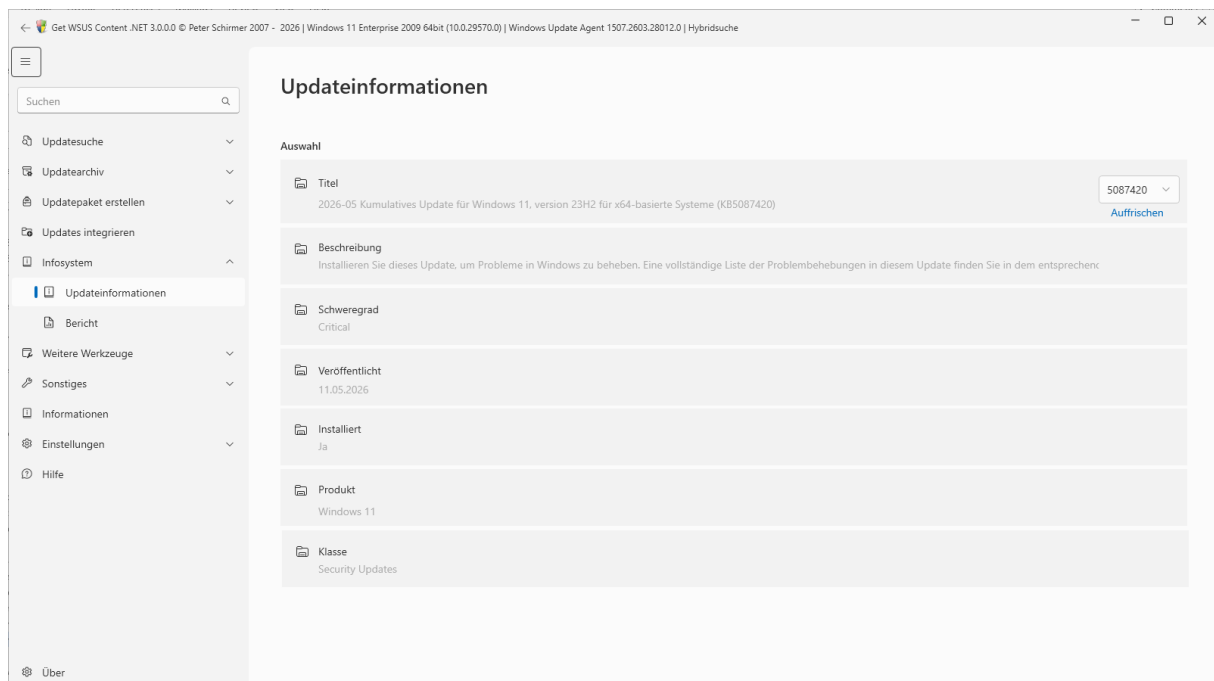 Get WSUS Content .NET 3.0.0.0 © Peter Schirmer 2007 - 2026 | Windows 11 Enterprise 2009 64bit (10.0.29570.0) | Windows Update Agent 1507.2603.28012.0 | Hybridsuche
Suchen
Updatesuche
Updatearchiv
Updatepaket erstellen
Updates integrieren
Infosystem
Updateinformationen
Bericht
Weitere Werkzeuge
Sonstiges
Informationen
Einstellungen
Hilfe
Über
Updateinformationen
Auswahl
Titel
2026-05 Kumulatives Update für Windows 11, version 23H2 für x64-basierte Systeme (KB5087420)
5087420
Auffrischen
Beschreibung
Installieren Sie dieses Update, um Probleme in Windows zu beheben. Eine vollständige Liste der Problembehebungen in diesem Update finden Sie in dem entsprechenc
Schweregrad
Critical
Veröffentlicht
11.05.2026
Installiert
Ja
Produkt
Windows 11
Klasse
Security Updates